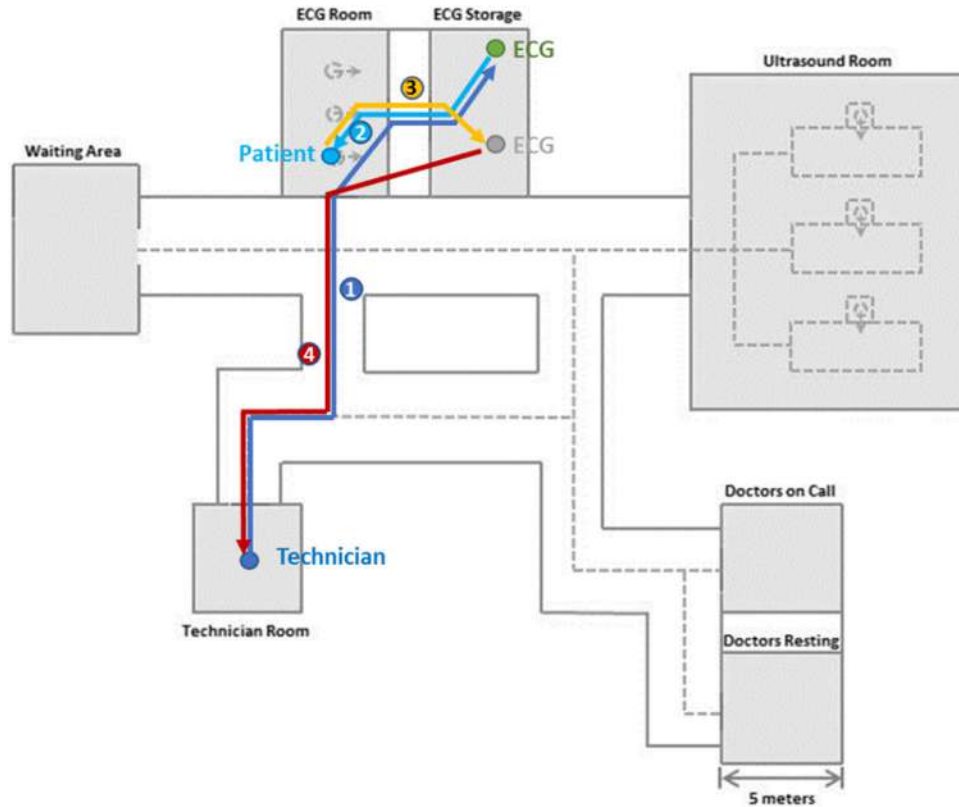 ECG Room
ECG Storage
ECG
Ultrasound Room
3
2
Patient
ECG
Waiting Area
1
4
Doctors on Call
Technician
Technician Room
Doctors Resting
5 meters